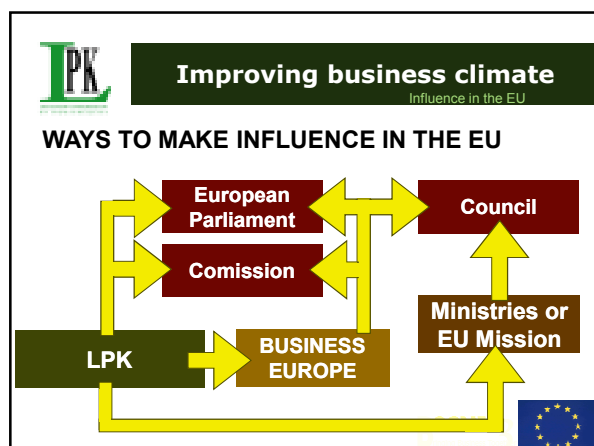 LPK
Improving business climate
Influence in the EU
WAYS TO MAKE INFLUENCE IN THE EU
European
Parliament
Council
Comission
Ministries or
EU Mission
LPK
BUSINESS
EUROPE